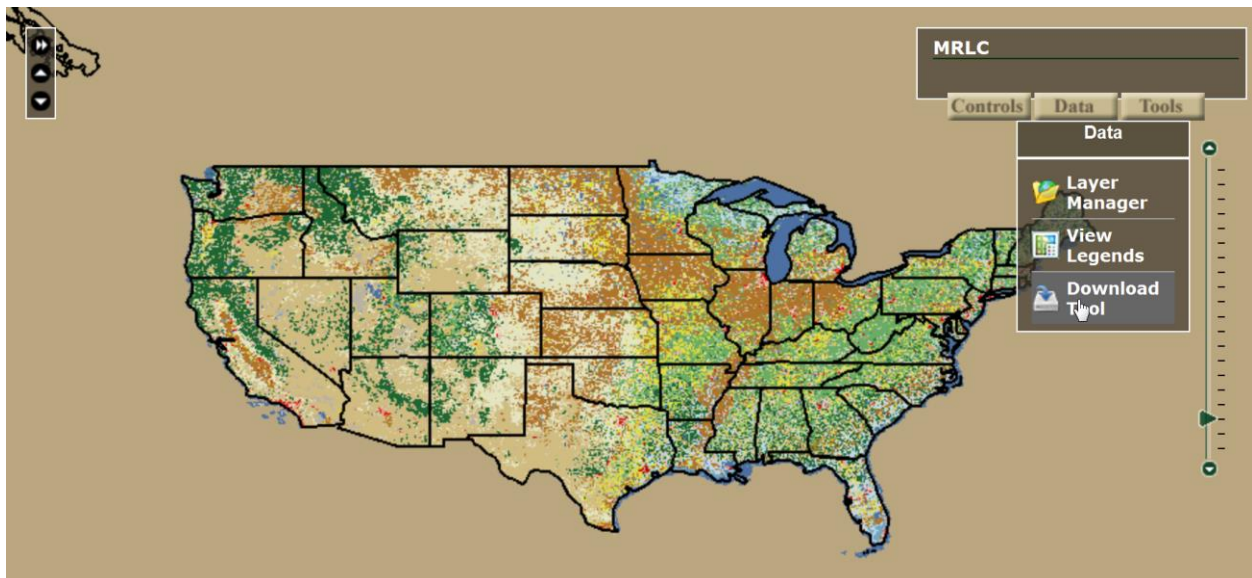 MRLC
Controls
Data
Tools
Data
Layer
Manager
View
Legends
Download
Tool